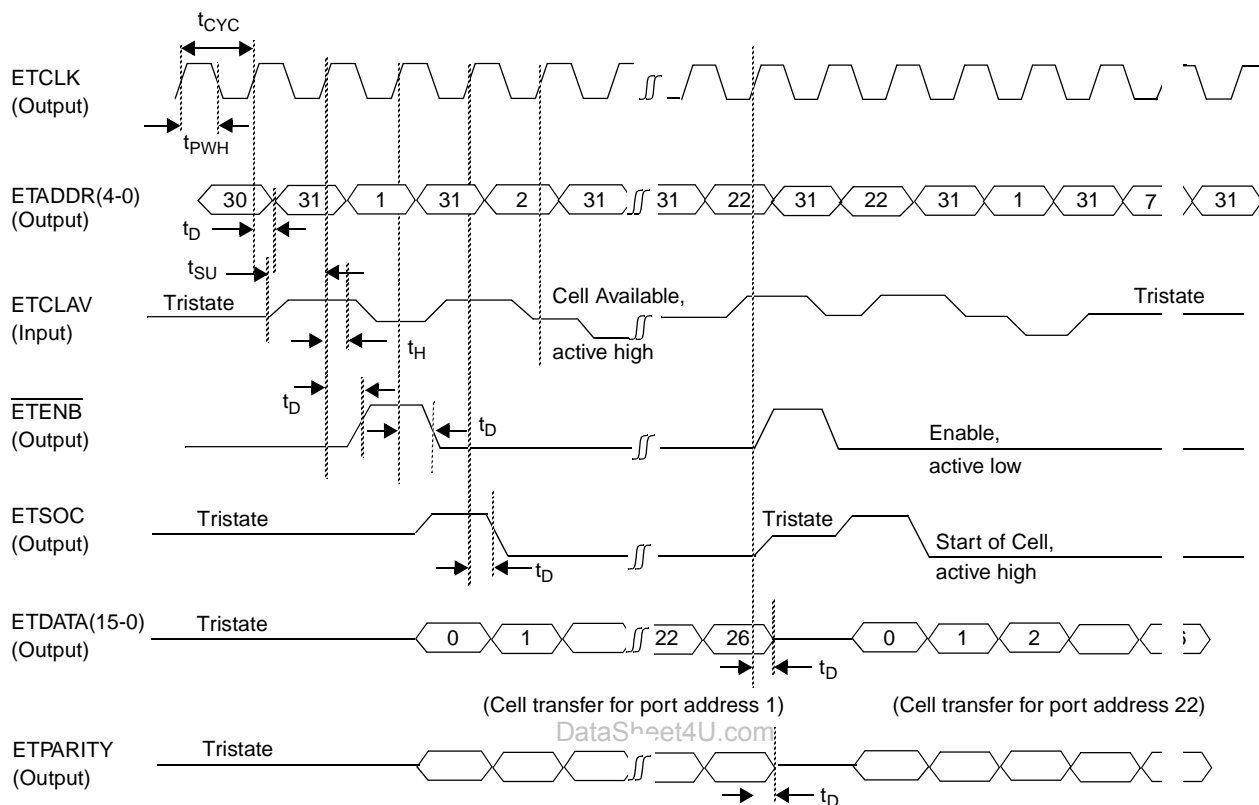 tCYC
ETCLK
(Output)
tPWH
ETADDR(4-0)
(Output)
30 31 1 31 2 31 31 22 31 22 31 1 31 7 31
tD
tSU
ETCLAV
(Input)
Tristate
Cell Available,
active high
Tristate
tH
tD
ETENB
(Output)
tD
Enable,
active low
ETSOC
(Output)
Tristate
Tristate
Start of Cell,
active high
tD
ETDATA(15-0)
(Output)
Tristate
0 1 22 26 0 1 2
tD
(Cell transfer for port address 1) (Cell transfer for port address 22)
DataSheet4U.com
ETPARITY
(Output)
Tristate
tD